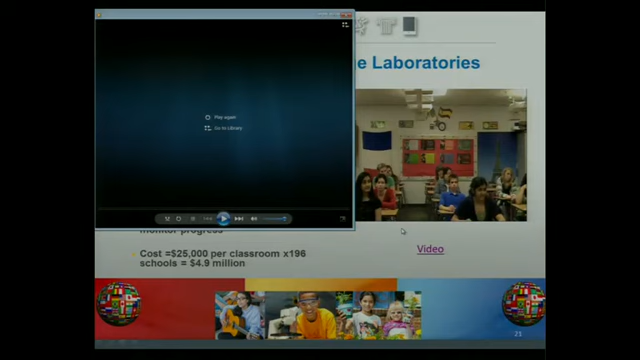 e Laboratories
Play again
Go to Library
monitor progress
Cost =$25,000 per classroom x196
schools = $4.9 million
Video
21